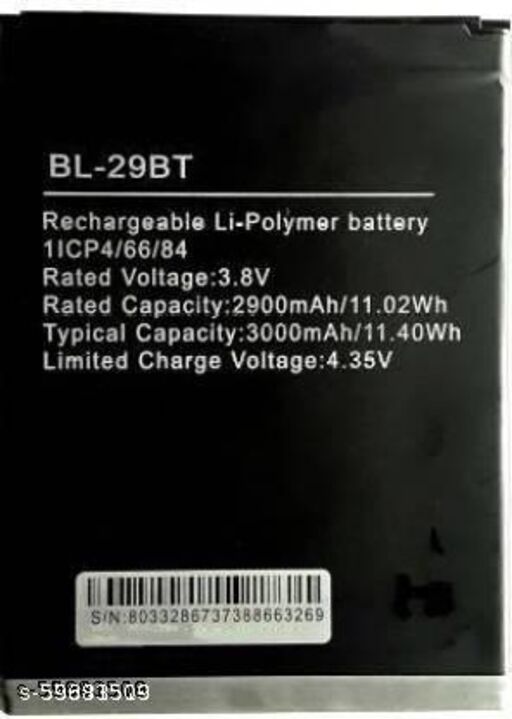 BL-29BT
Rechargeable Li-Polymer battery
1ICP4/66/84
Rated Voltage:3.8V
Rated Capacity:2900mAh/11.02Wh
Typical Capacity:3000mAh/11.40Wh
Limited Charge Voltage:4.35V
S/N:8033286737388663269